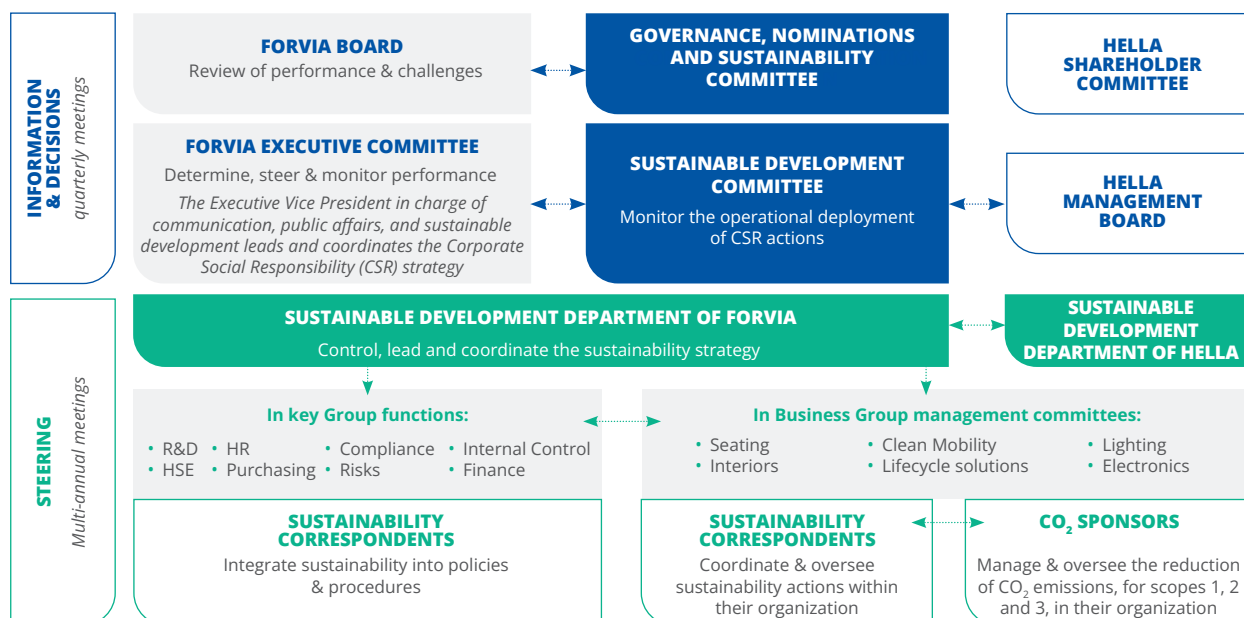 INFORMATION
& DECISIONS
quarterly meetings
FORVIA BOARD
Review of performance & challenges
GOVERNANCE, NOMINATIONS
AND SUSTAINABILITY
COMMITTEE
HELLA
SHAREHOLDER
COMMITTEE
FORVIA EXECUTIVE COMMITTEE
Determine, steer & monitor performance
The Executive Vice President in charge of
communication, public affairs, and sustainable
development leads and coordinates the Corporate
Social Responsibility (CSR) strategy
SUSTAINABLE DEVELOPMENT
COMMITTEE
Monitor the operational deployment
of CSR actions
HELLA
MANAGEMENT
BOARD
STEERING
Multi-annual meetings
SUSTAINABLE DEVELOPMENT DEPARTMENT OF FORVIA
Control, lead and coordinate the sustainability strategy
SUSTAINABLE
DEVELOPMENT
DEPARTMENT OF HELLA
In key Group functions:
• R&D • HR • Compliance • Internal Control
• HSE • Purchasing • Risks • Finance
In Business Group management committees:
• Seating • Clean Mobility • Lighting
• Interiors • Lifecycle solutions • Electronics
SUSTAINABILITY
CORRESPONDENTS
Integrate sustainability into policies
& procedures
SUSTAINABILITY
CORRESPONDENTS
Coordinate & oversee
sustainability actions within
their organization
CO₂ SPONSORS
Manage & oversee the reduction
of CO₂ emissions, for scopes 1, 2
and 3, in their organization